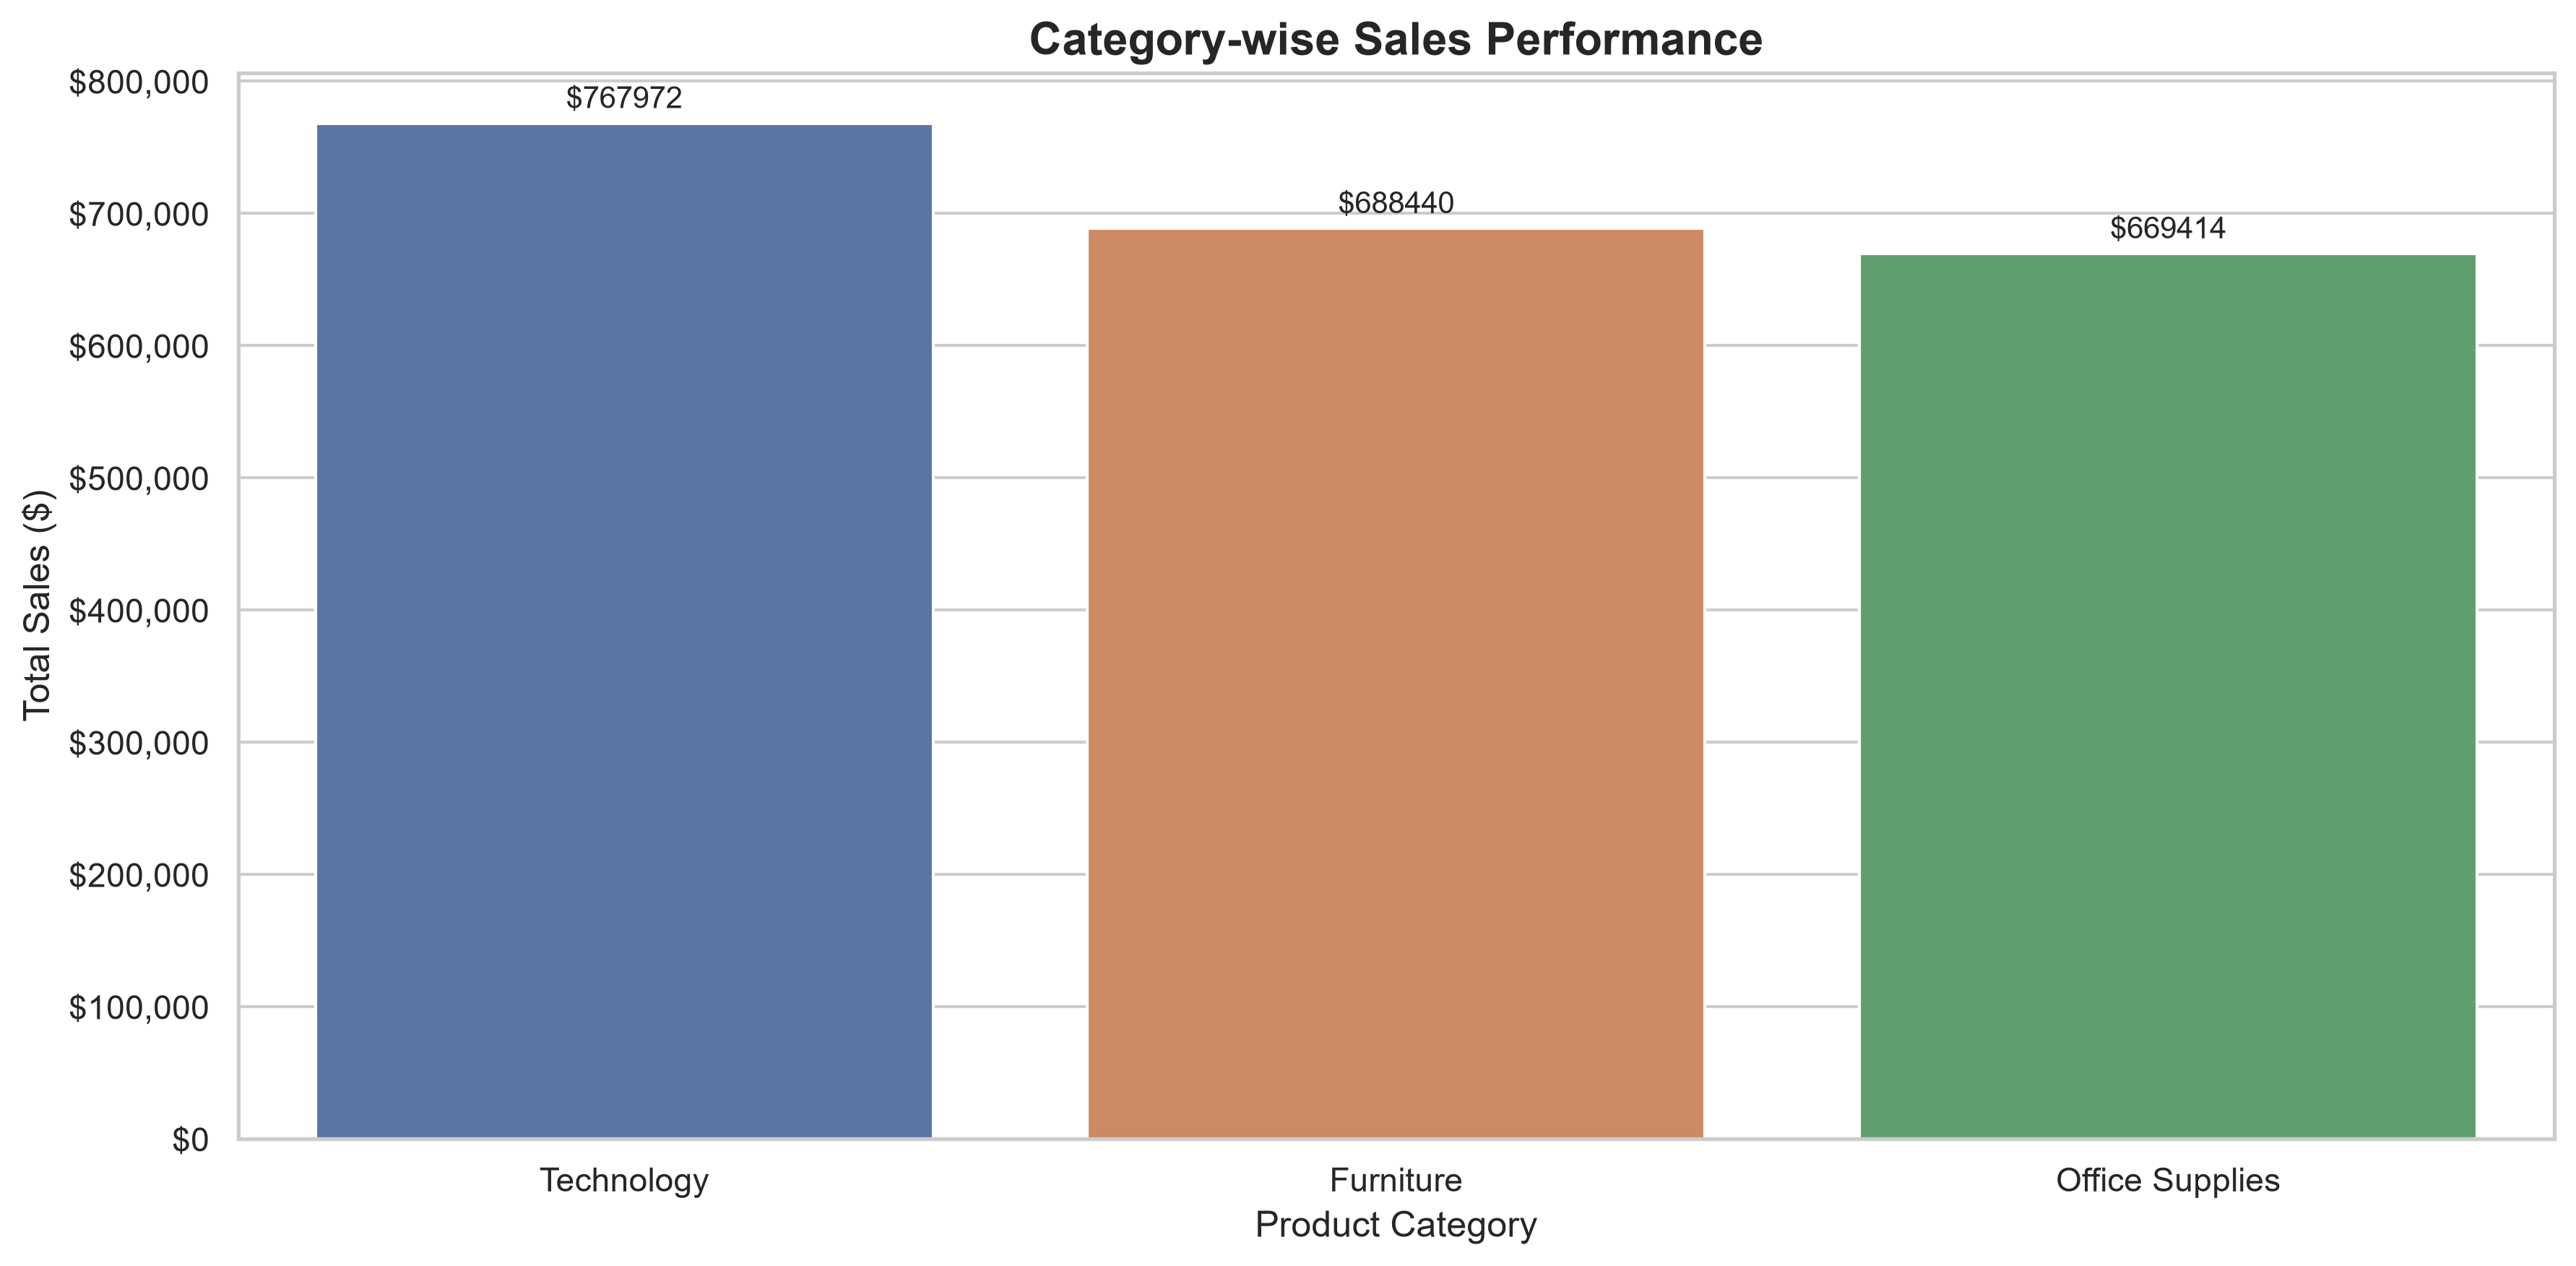 Category-wise Sales Performance
$800,000
$700,000
$600,000
$500,000
$400,000
$300,000
$200,000
$100,000
$0
Total Sales ($)
$767972
$688440
$669414
Technology
Furniture
Office Supplies
Product Category